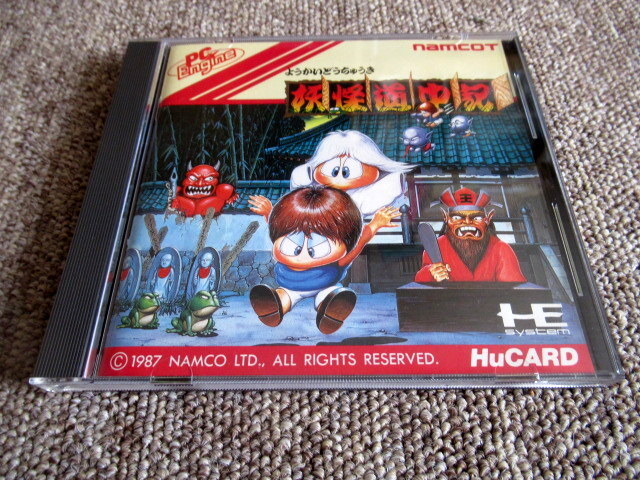 PC
Engine
namcoT
ようかいどうちゅうき
妖怪道中記
王
HE
system
© 1987 NAMCO LTD., ALL RIGHTS RESERVED.
HuCARD